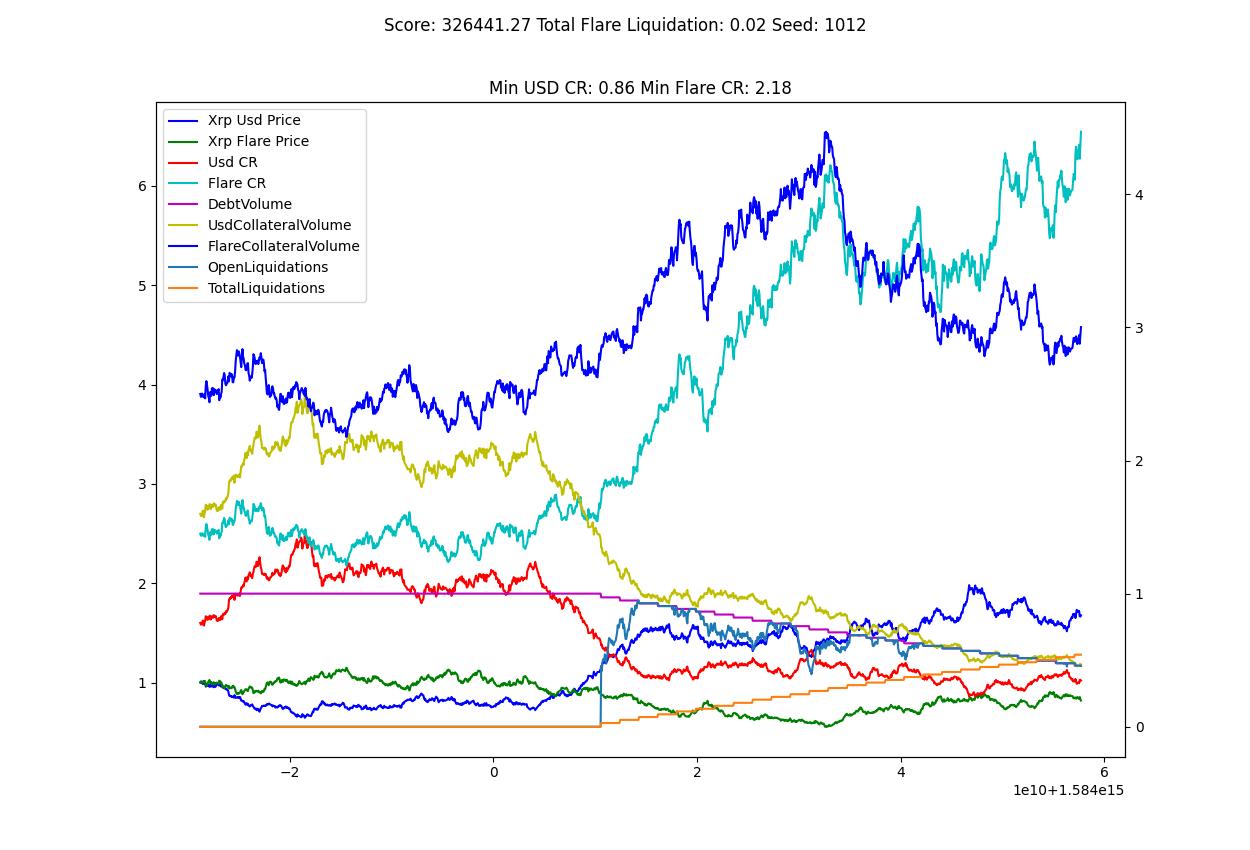 Score: 326441.27 Total Flare Liquidation: 0.02 Seed: 1012
Min USD CR: 0.86 Min Flare CR: 2.18
Xrp Usd Price
Xrp Flare Price
Usd CR
Flare CR
DebtVolume
UsdCollateralVolume
FlareCollateralVolume
OpenLiquidations
TotalLiquidations
6
5
4
3
2
1
4
3
2
1
0
−2
0
2
4
6
1e10+1.584e15